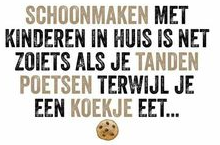 SCHOONMAKEN MET
KINDEREN IN HUIS IS NET
ZOIETS ALS JE TANDEN
POETSEN TERWIJL JE
EEN KOEKJE EET...